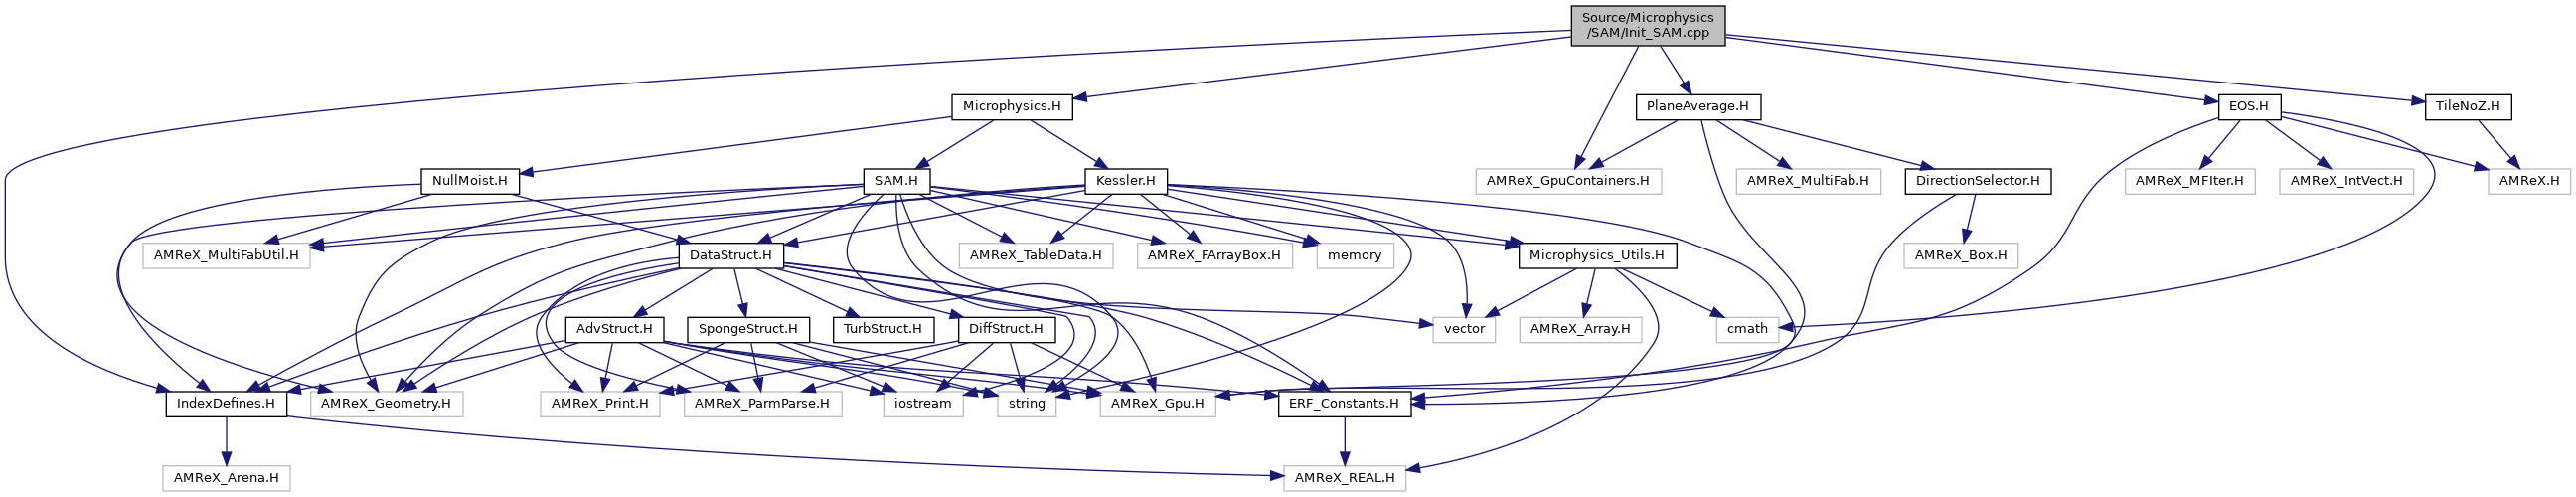 Source/Microphysics
/SAM/Init_SAM.cpp
Microphysics.H
PlaneAverage.H
EOS.H
TileNoZ.H
NullMoist.H
SAM.H
Kessler.H
AMReX_GpuContainers.H
AMReX_MultiFab.H
DirectionSelector.H
AMReX_MFIter.H
AMReX_IntVect.H
AMReX.H
AMReX_MultiFabUtil.H
DataStruct.H
AMReX_TableData.H
AMReX_FArrayBox.H
memory
Microphysics_Utils.H
AMReX_Box.H
AdvStruct.H
SpongeStruct.H
TurbStruct.H
DiffStruct.H
vector
AMReX_Array.H
cmath
IndexDefines.H
AMReX_Geometry.H
AMReX_Print.H
AMReX_ParmParse.H
iostream
string
AMReX_Gpu.H
ERF_Constants.H
AMReX_Arena.H
AMReX_REAL.H